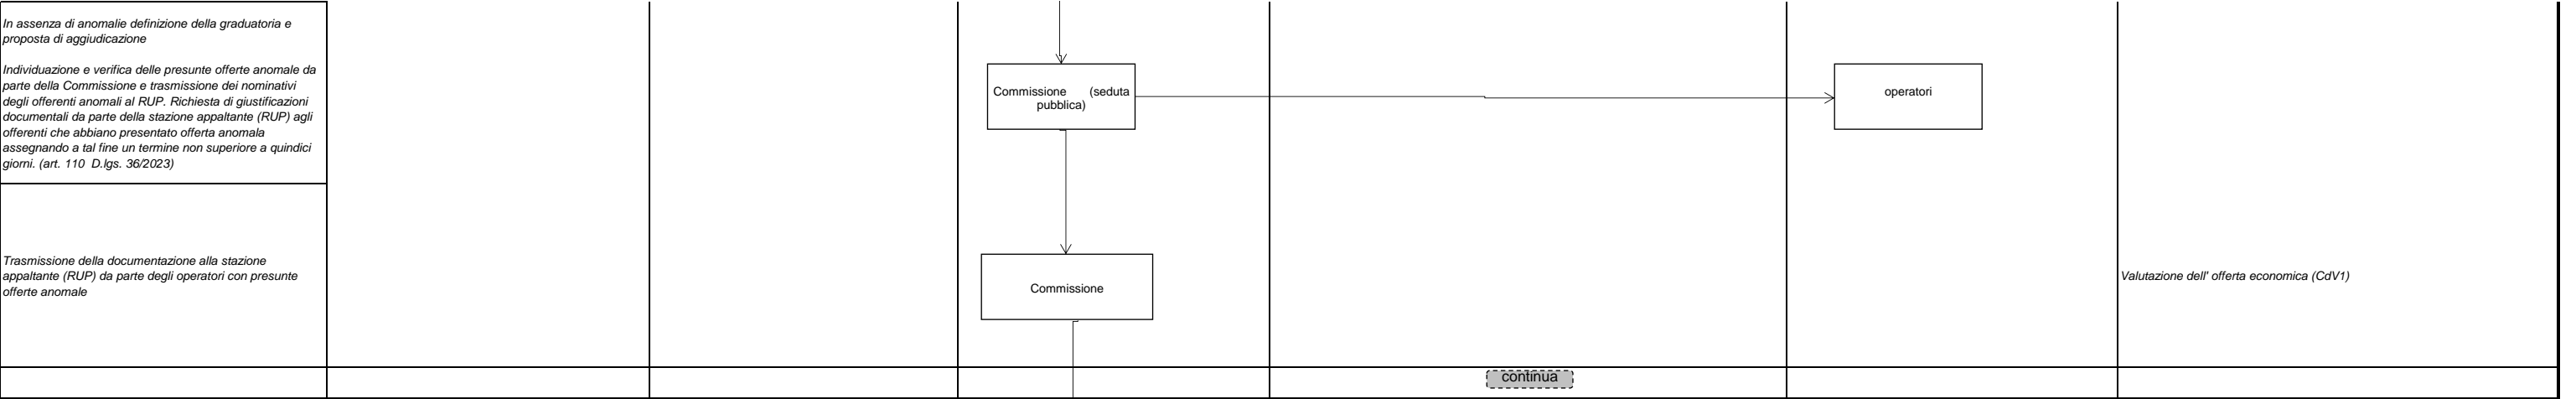 In assenza di anomalie definizione della graduatoria e
proposta di aggiudicazione
Individuazione e verifica delle presunte offerte anomale da
parte della Commissione e trasmissione dei nominativi
degli offerenti anomali al RUP. Richiesta di giustificazioni
documentali da parte della stazione appaltante (RUP) agli
offerenti che abbiano presentato offerta anomala
assegnando a tal fine un termine non superiore a quindici
giorni. (art. 110 D.lgs. 36/2023)
Commissione (seduta
pubblica)
operatori
Trasmissione della documentazione alla stazione
appaltante (RUP) da parte degli operatori con presunte
offerte anomale
Commissione
Valutazione dell' offerta economica (CdV1)
continua